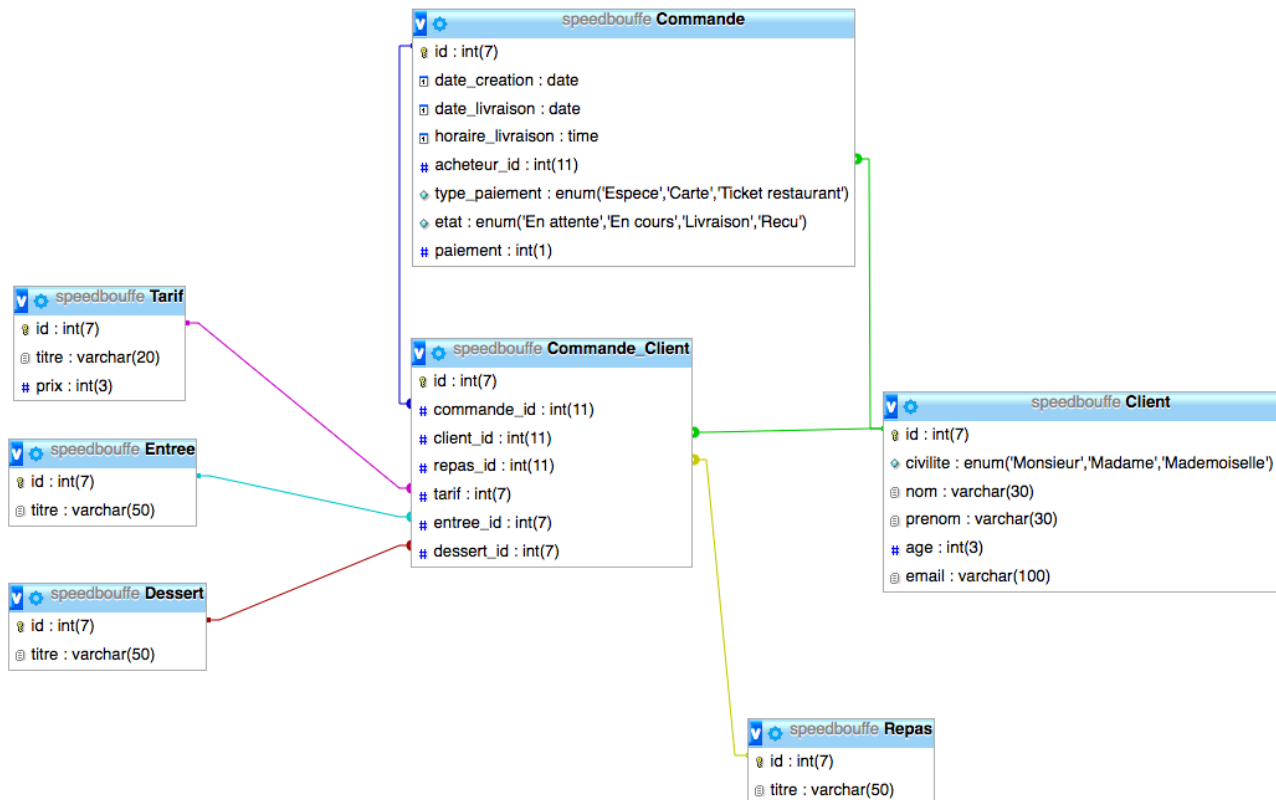 speedbouffe Commande
id : int(7)
date_creation : date
date_livraison : date
horaire_livraison : time
acheteur_id : int(11)
type_paiement : enum('Espece','Carte','Ticket restaurant')
etat : enum('En attente','En cours','Livraison','Recu')
paiement : int(1)
speedbouffe Tarif
id : int(7)
titre : varchar(20)
prix : int(3)
speedbouffe Entree
id : int(7)
titre : varchar(50)
speedbouffe Dessert
id : int(7)
titre : varchar(50)
speedbouffe Commande_Client
id : int(7)
commande_id : int(11)
client_id : int(11)
repas_id : int(11)
tarif : int(7)
entree_id : int(7)
dessert_id : int(7)
speedbouffe Client
id : int(7)
civilite : enum('Monsieur','Madame','Mademoiselle')
nom : varchar(30)
prenom : varchar(30)
age : int(3)
email : varchar(100)
speedbouffe Repas
id : int(7)
titre : varchar(50)